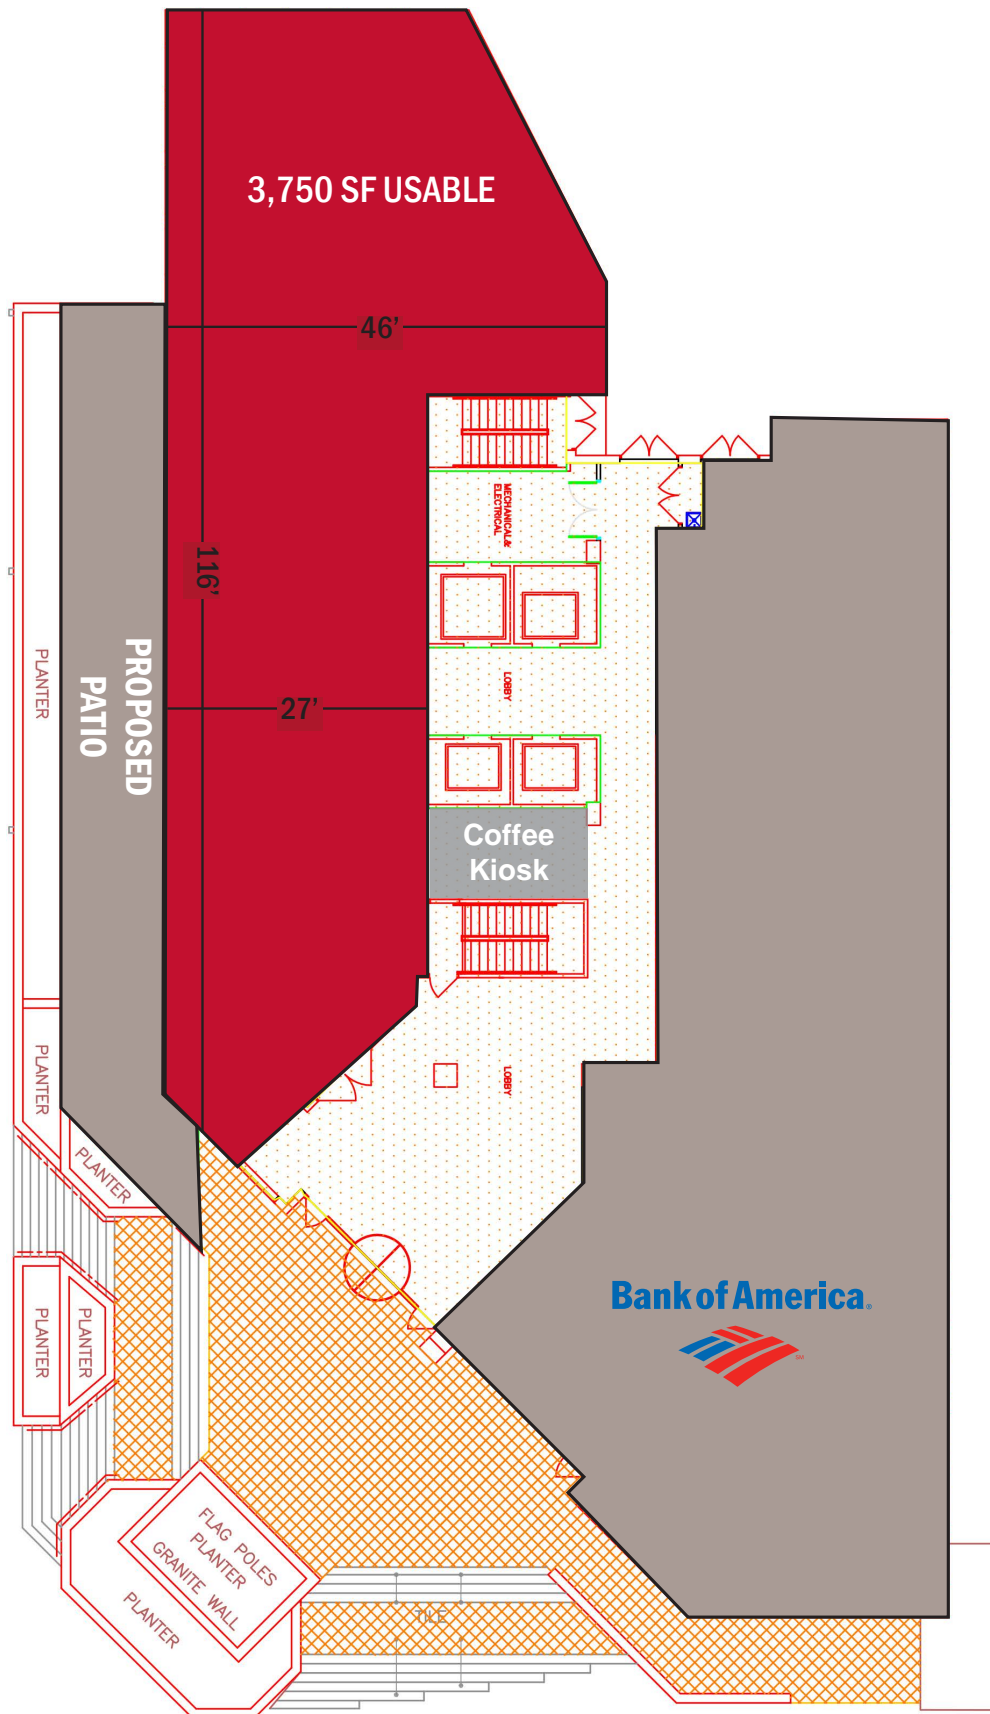 3,750 SF USABLE
46’
116’
27’
PROPOSED
PATIO
PLANTER
MECHANICAL&
ELECTRICAL
LOBBY
Coffee
Kiosk
LOBBY
PLANTER
PLANTER
PLANTER
PLANTER
Bank of America.
SM
FLAG POLES
PLANTER
GRANITE WALL
PLANTER
TILE